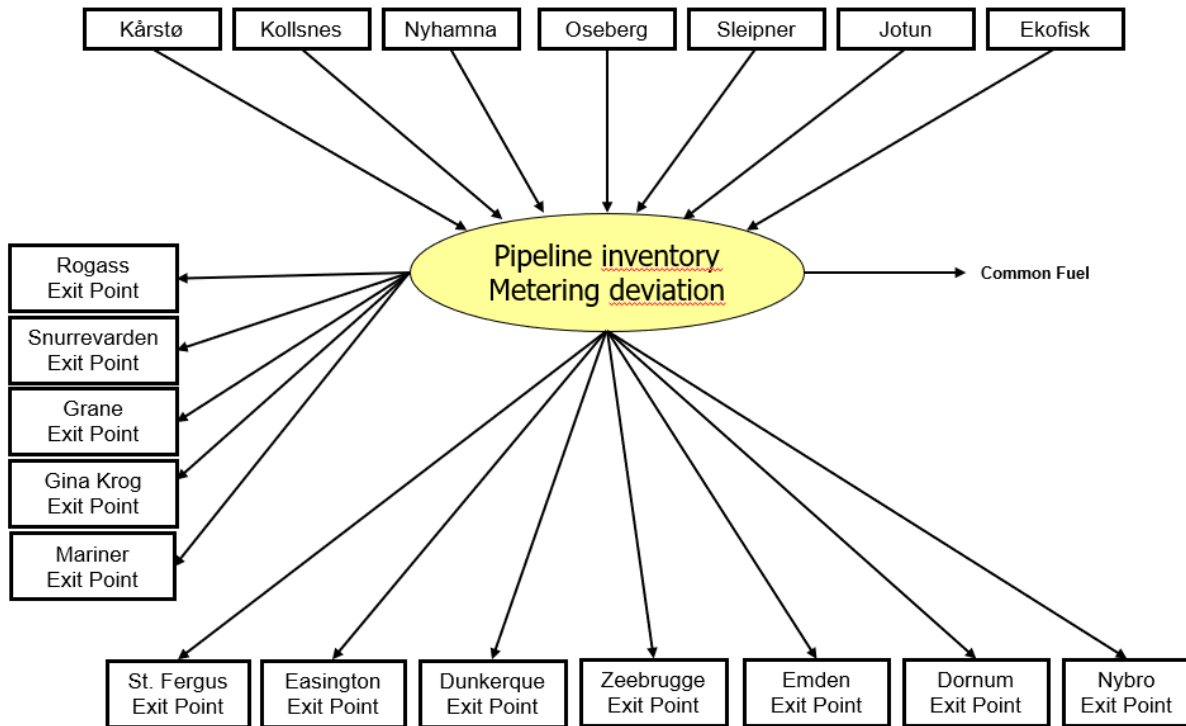 Kårstø
Kollsnes
Nyhamna
Oseberg
Sleipner
Jotun
Ekofisk
Pipeline inventory
Metering deviation
Common Fuel
Rogass
Exit Point
Snurrevarden
Exit Point
Grane
Exit Point
Gina Krog
Exit Point
Mariner
Exit Point
St. Fergus
Exit Point
Easington
Exit Point
Dunkerque
Exit Point
Zeebrugge
Exit Point
Emden
Exit Point
Dornum
Exit Point
Nybro
Exit Point